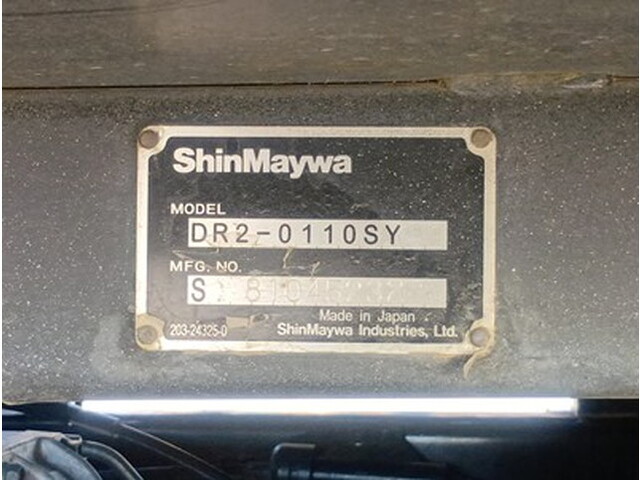 ShinMaywa
MODEL
DR2-0110SY
MFG. NO.
Made in Japan
203-24325-0
ShinMaywa Industries, Ltd.